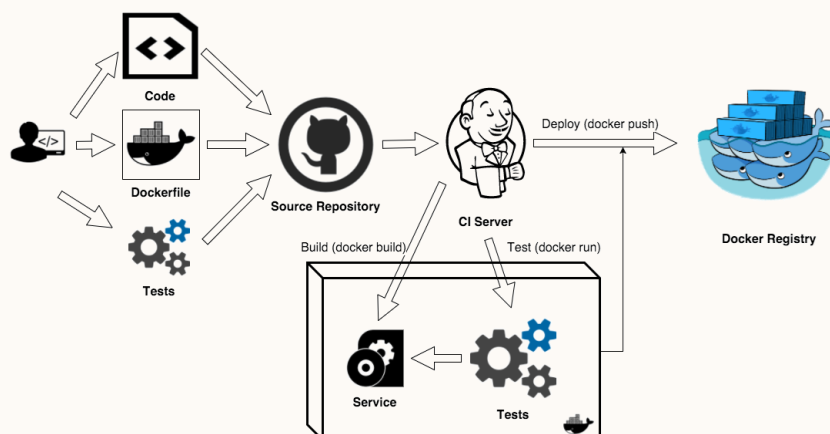 Code
</>
Dockerfile
Tests
Source Repository
CI Server
Deploy (docker push)
Docker Registry
Build (docker build)
Test (docker run)
Service
Tests